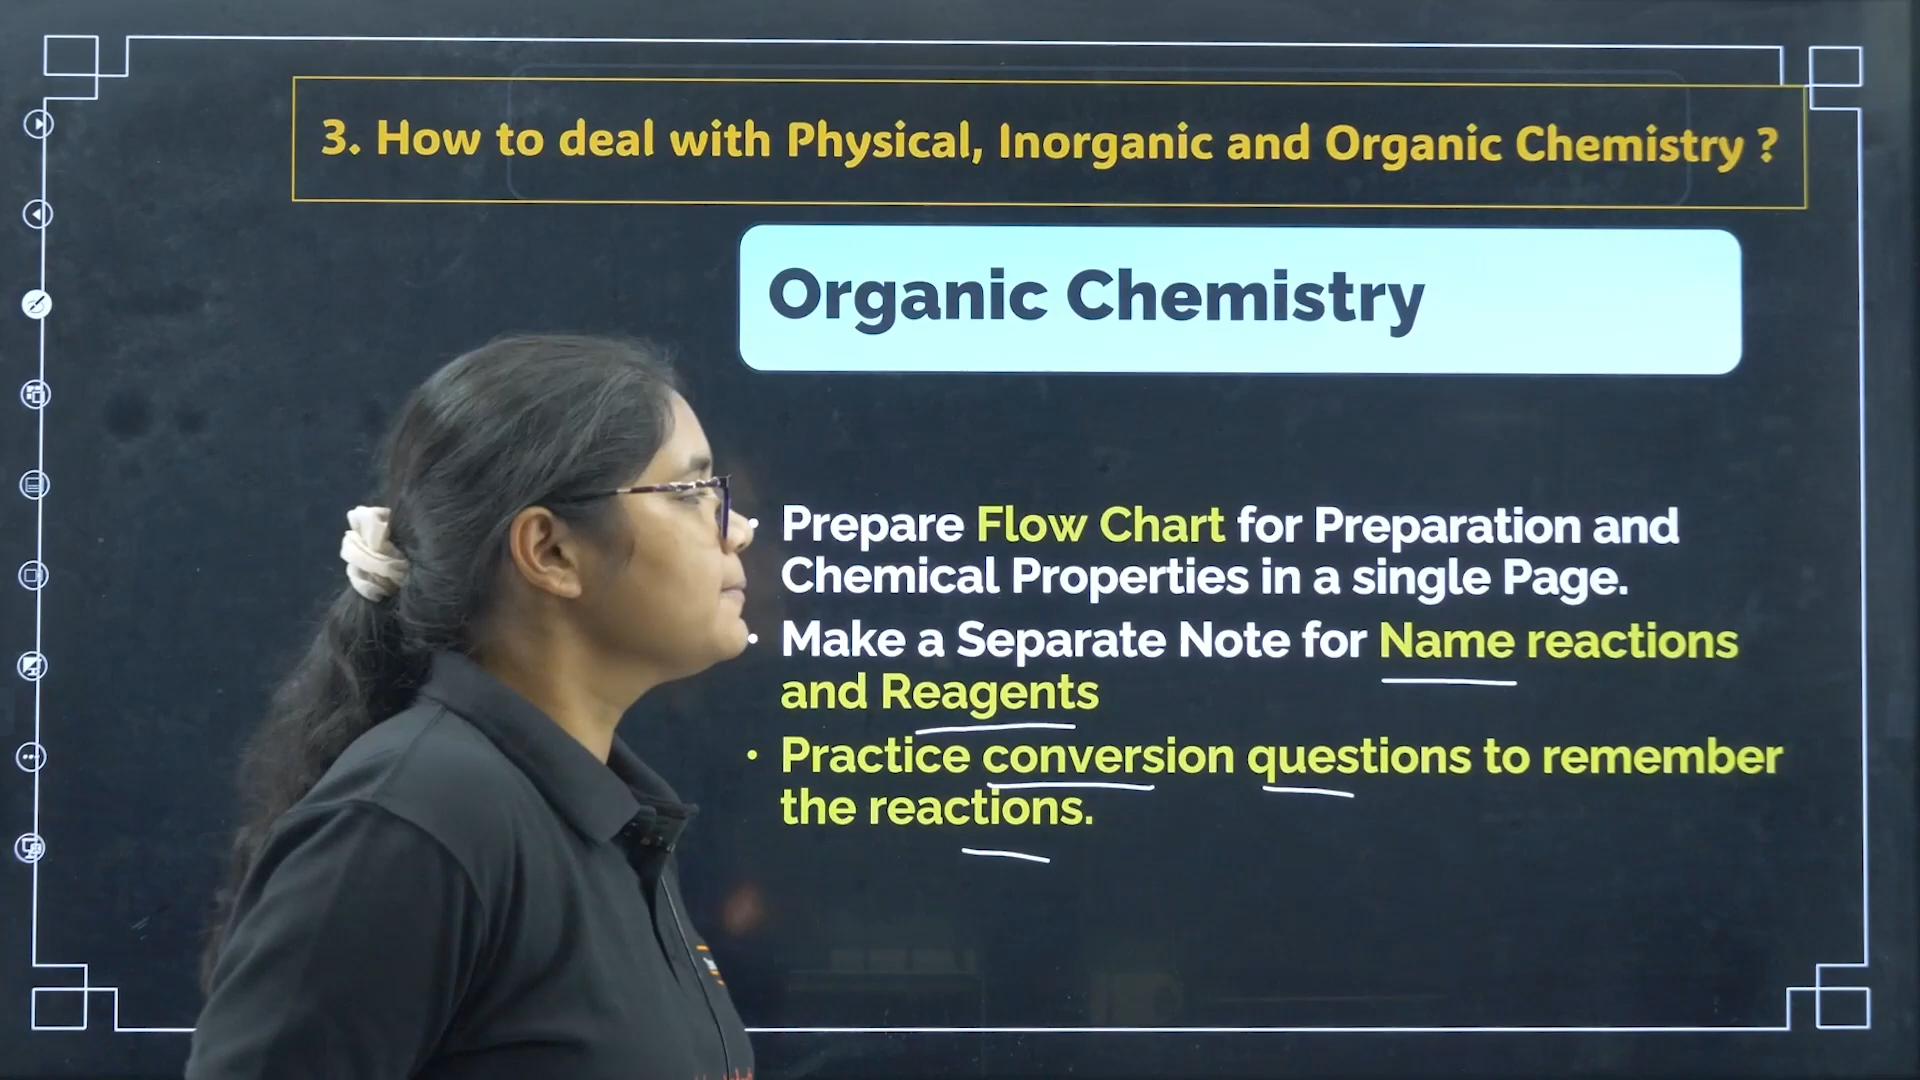 3. How to deal with Physical, Inorganic and Organic Chemistry ?
Organic Chemistry
• Prepare Flow Chart for Preparation and
Chemical Properties in a single Page.
• Make a Separate Note for Name reactions
and Reagents
• Practice conversion questions to remember
the reactions.